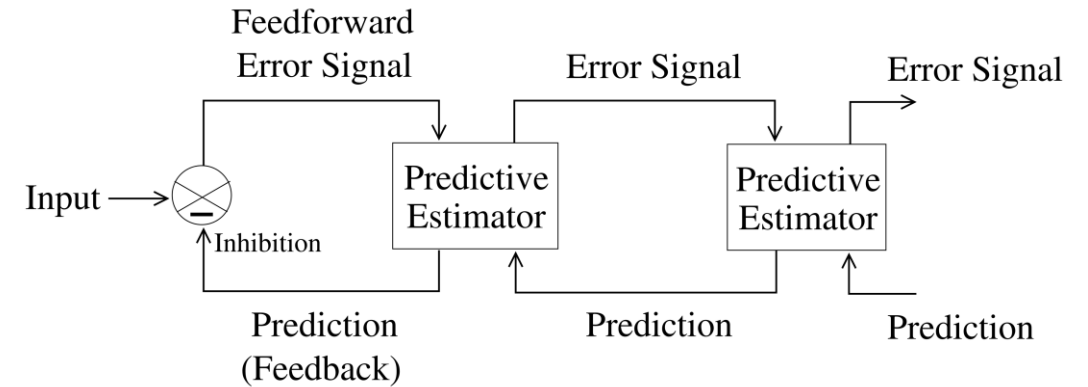 Feedforward
Error Signal
Error Signal
Error Signal
Input
Predictive
Estimator
Predictive
Estimator
Inhibition
Prediction
(Feedback)
Prediction
Prediction